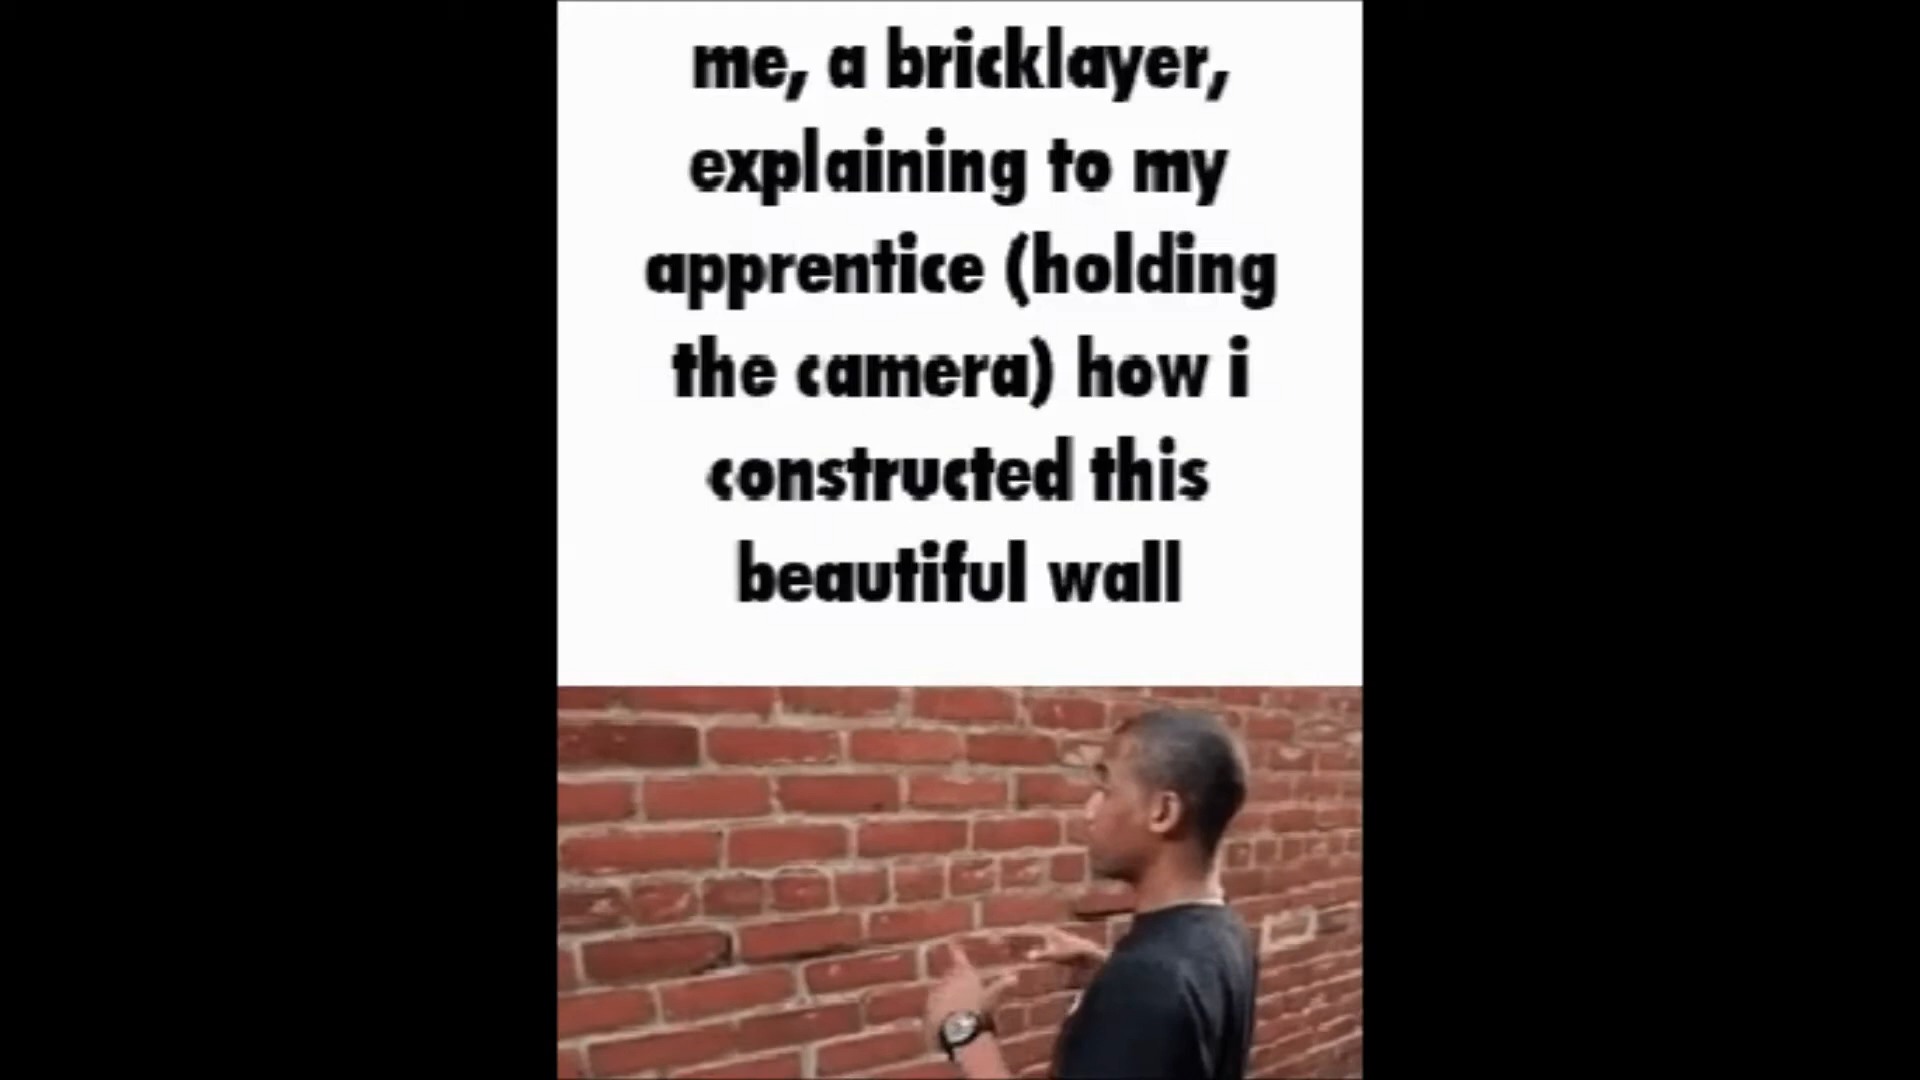 me, a bricklayer,
explaining to my
apprentice (holding
the camera) how i
constructed this
beautiful wall